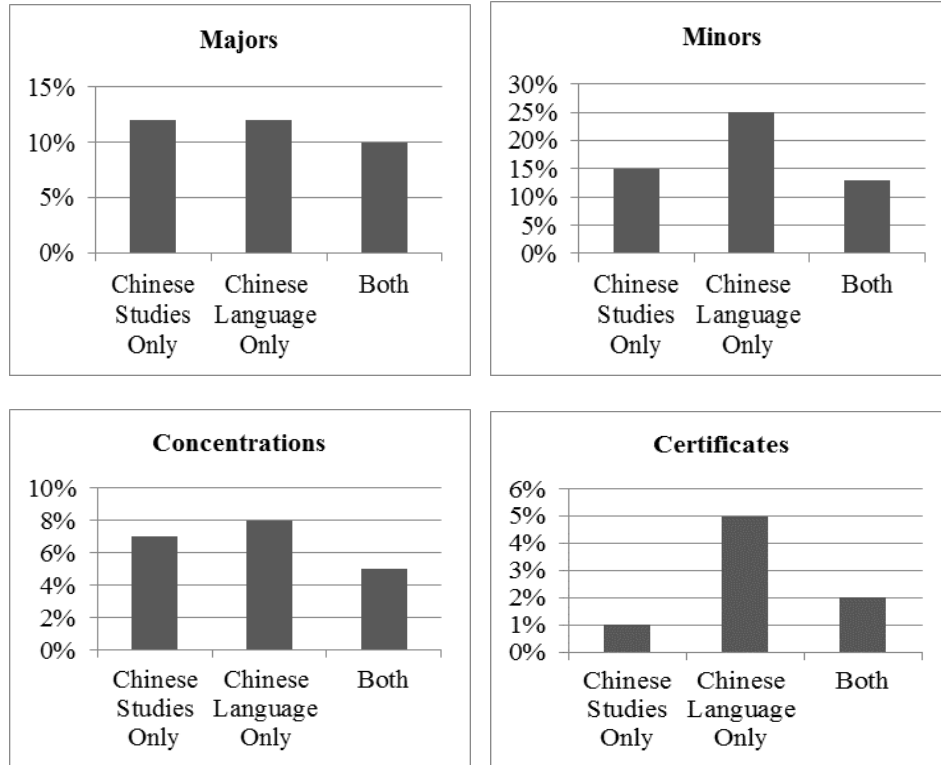 Majors
15%
10%
5%
0%
Chinese
Studies
Only
Chinese
Language
Only
Both
Minors
30%
25%
20%
15%
10%
5%
0%
Chinese
Studies
Only
Chinese
Language
Only
Both
Concentrations
10%
8%
6%
4%
2%
0%
Chinese
Studies
Only
Chinese
Language
Only
Both
Certificates
6%
5%
4%
3%
2%
1%
0%
Chinese
Studies
Only
Chinese
Language
Only
Both